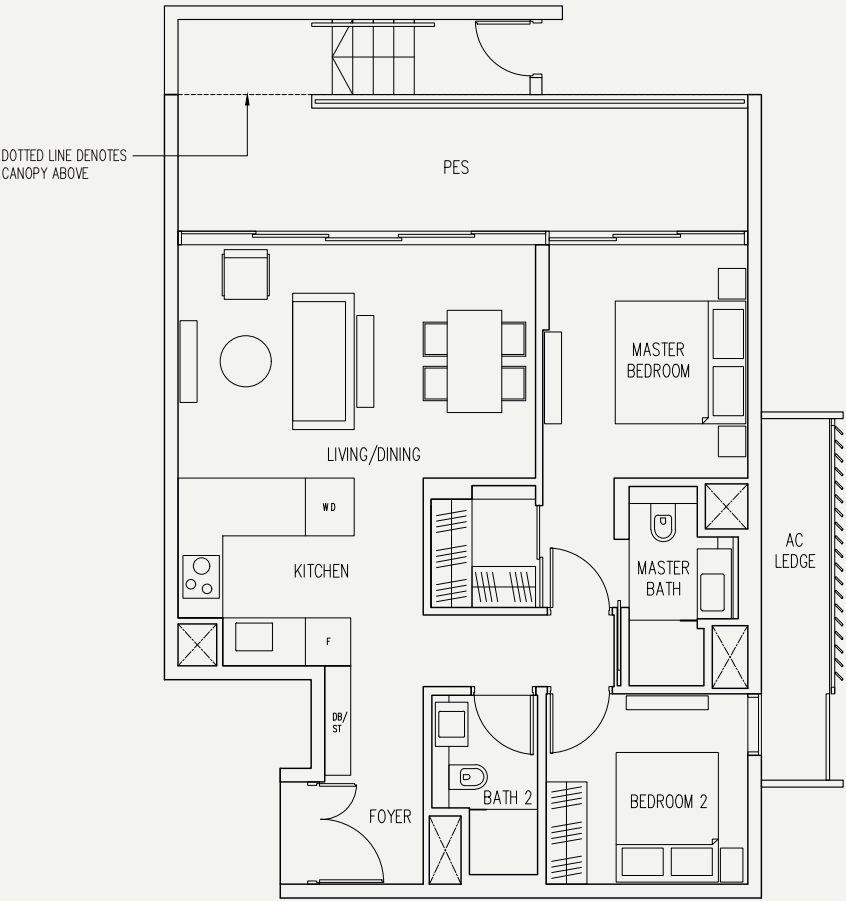 DOTTED LINE DENOTES
CANOPY ABOVE
PES
MASTER
BEDROOM
LIVING/DINING
WD
KITCHEN
MASTER
BATH
AC
LEDGE
F
DB/
ST
FOYER
BATH 2
BEDROOM 2